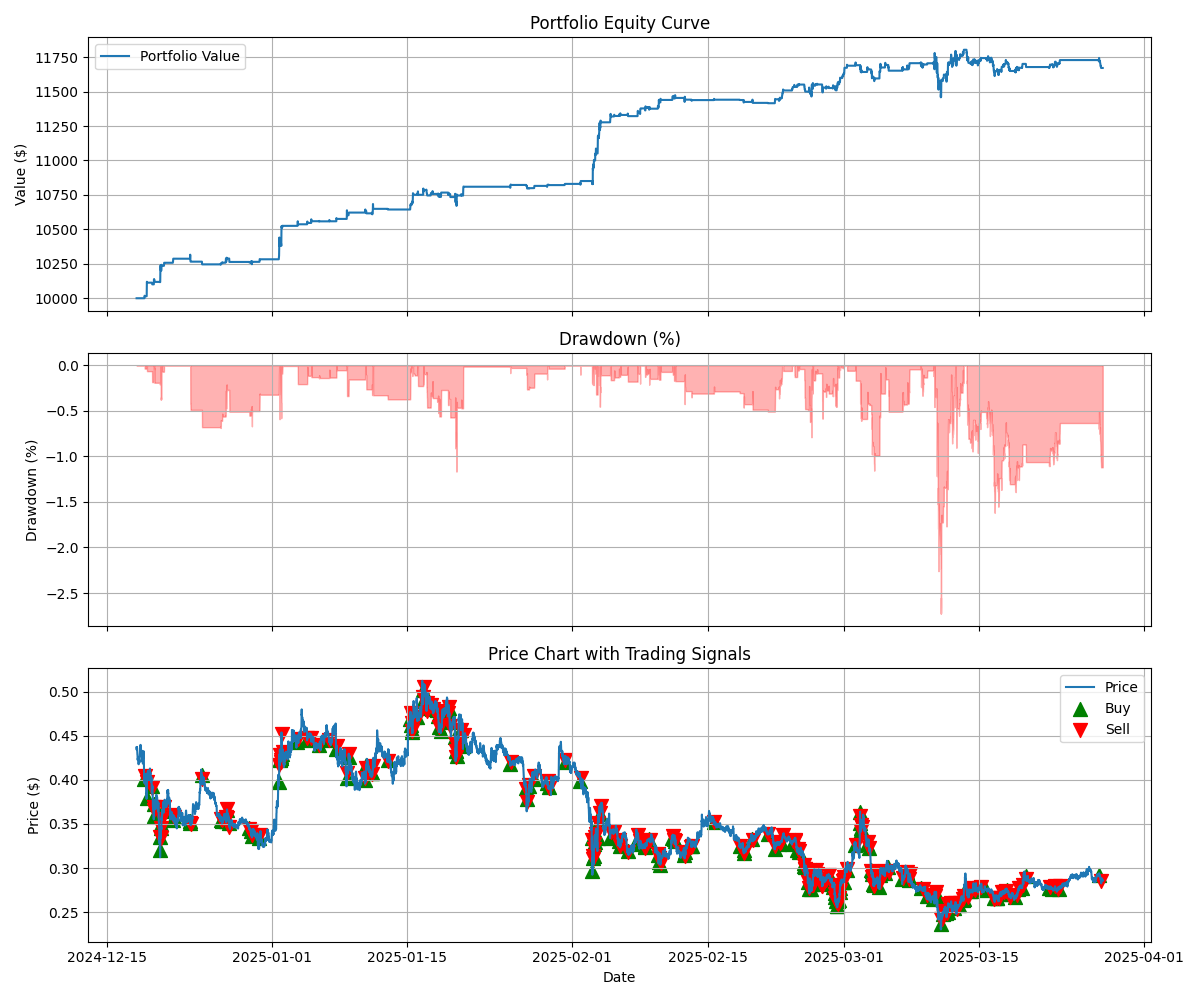 Portfolio Equity Curve
Value ($)
11750
11500
11250
11000
10750
10500
10250
10000
Portfolio Value
Drawdown (%)
Drawdown (%)
0.0
−0.5
−1.0
−1.5
−2.0
−2.5
Price Chart with Trading Signals
Price ($)
0.50
0.45
0.40
0.35
0.30
0.25
Price
Buy
Sell
2024-12-15
2025-01-01
2025-01-15
2025-02-01
2025-02-15
2025-03-01
2025-03-15
2025-04-01
Date